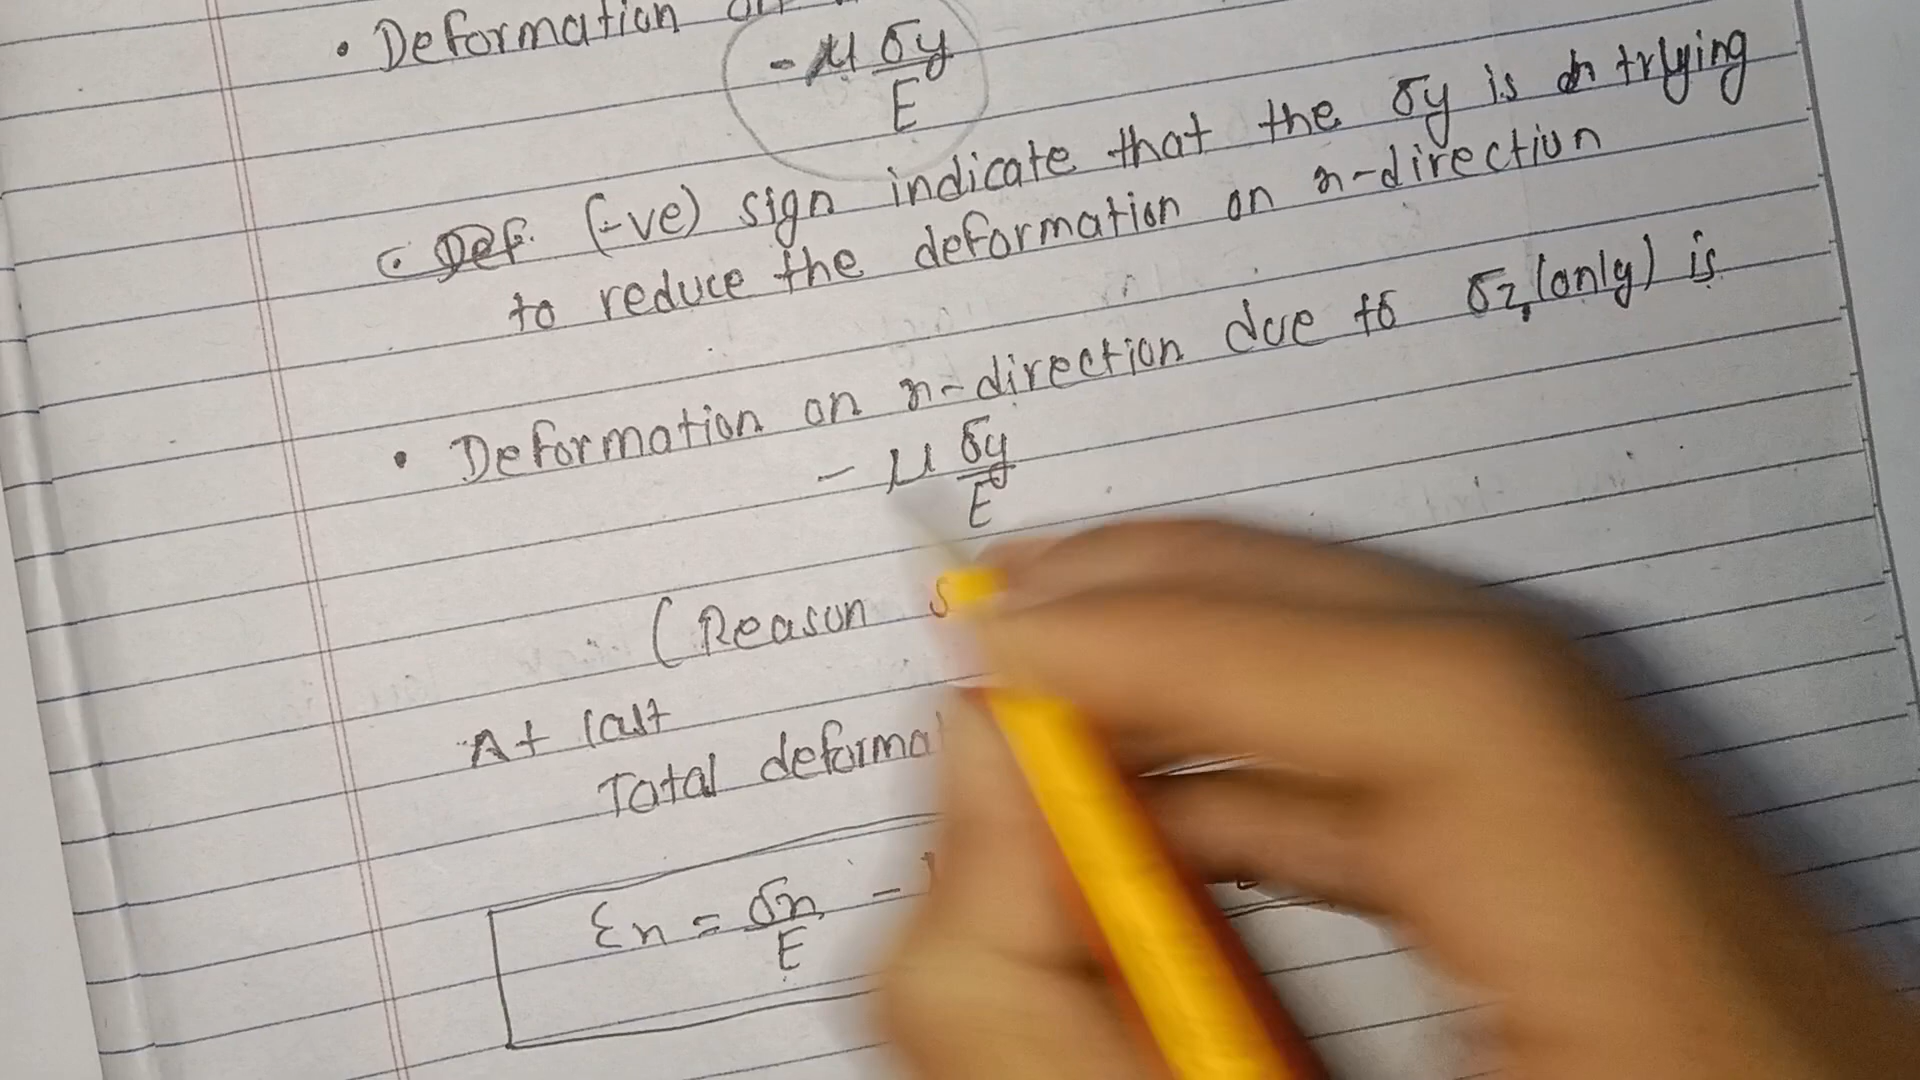 • Deformation on
- μ σy
E
(-ve) sign indicate that the σy is trying
to reduce the deformation on x-direction
• Deformation on x-direction due to σz (only) is
- μ σy
E
(Reason
At last
Total deforma
εx = σx -
E